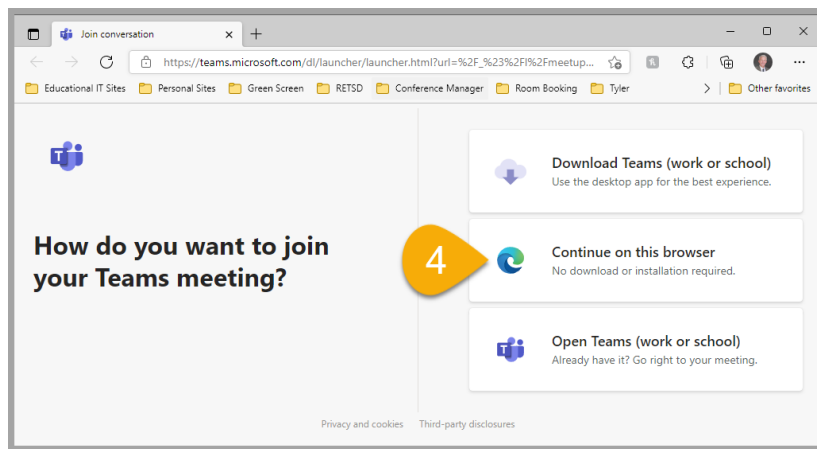 Join conversation
https://teams.microsoft.com/dl/launcher/launcher.html?url=%2F_%23%2Fl%2Fmeetup...
Educational IT Sites Personal Sites Green Screen RETSD Conference Manager Room Booking Tyler Other favorites
Download Teams (work or school)
Use the desktop app for the best experience.
How do you want to join
your Teams meeting?
4
Continue on this browser
No download or installation required.
Open Teams (work or school)
Already have it? Go right to your meeting.
Privacy and cookies Third-party disclosures